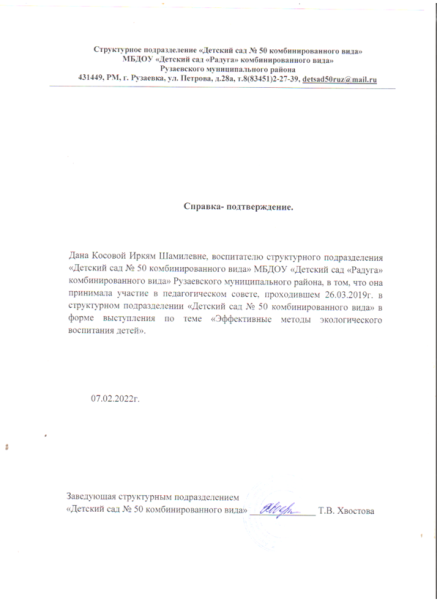 Структурное подразделение «Детский сад № 50 комбинированного вида»
МБДОУ «Детский сад «Радуга» комбинированного вида»
Рузаевского муниципального района
431449, РМ, г. Рузаевка, ул. Петрова, д.28а, т.8(83451)2-27-39, detsad50ruz@mail.ru
Справка- подтверждение.
Дана Косовой Иркям Шамилевне, воспитателю структурного подразделения
«Детский сад № 50 комбинированного вида» МБДОУ «Детский сад «Радуга»
комбинированного вида» Рузаевского муниципального района, в том, что она
принимала участие в педагогическом совете, проходившем 26.03.2019г. в
структурном подразделении «Детский сад № 50 комбинированного вида» в
форме выступления по теме «Эффективные методы экологического
воспитания детей».
07.02.2022г.
Заведующая структурным подразделением
«Детский сад № 50 комбинированного вида» Т.В. Хвостова